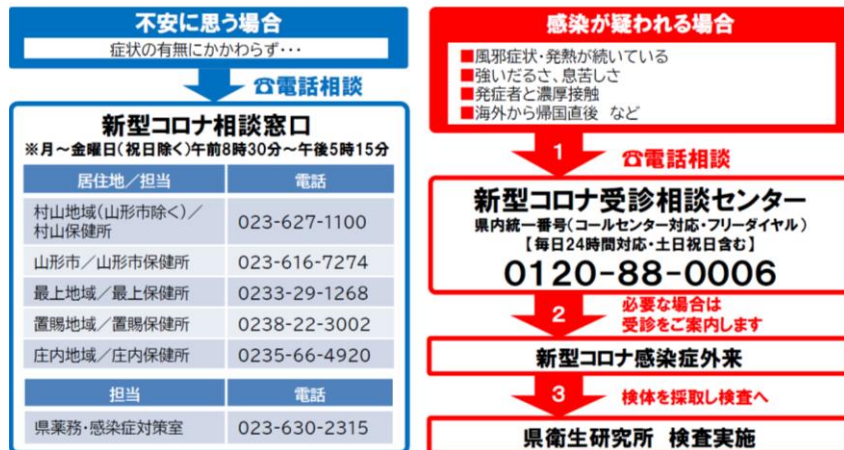 不安に思う場合
症状の有無にかかわらず・・・
☎電話相談
新型コロナ相談窓口
※月～金曜日(祝日除く)午前8時30分～午後5時15分
居住地／担当 電話
村山地域(山形市除く)／
村山保健所 023-627-1100
山形市／山形市保健所 023-616-7274
最上地域／最上保健所 0233-29-1268
置賜地域／置賜保健所 0238-22-3002
庄内地域／庄内保健所 0235-66-4920
担当 電話
県薬務・感染症対策室 023-630-2315
感染が疑われる場合
■風邪症状・発熱が続いている
■強いだるさ、息苦しさ
■発症者と濃厚接触
■海外から帰国直後 など
1 ☎電話相談
新型コロナ受診相談センター
県内統一番号(コールセンター対応・フリーダイヤル)
【毎日24時間対応・土日祝日含む】
0120-88-0006
2 必要な場合は
受診をご案内します
新型コロナ感染症外来
3 検体を採取し検査へ
県衛生研究所 検査実施